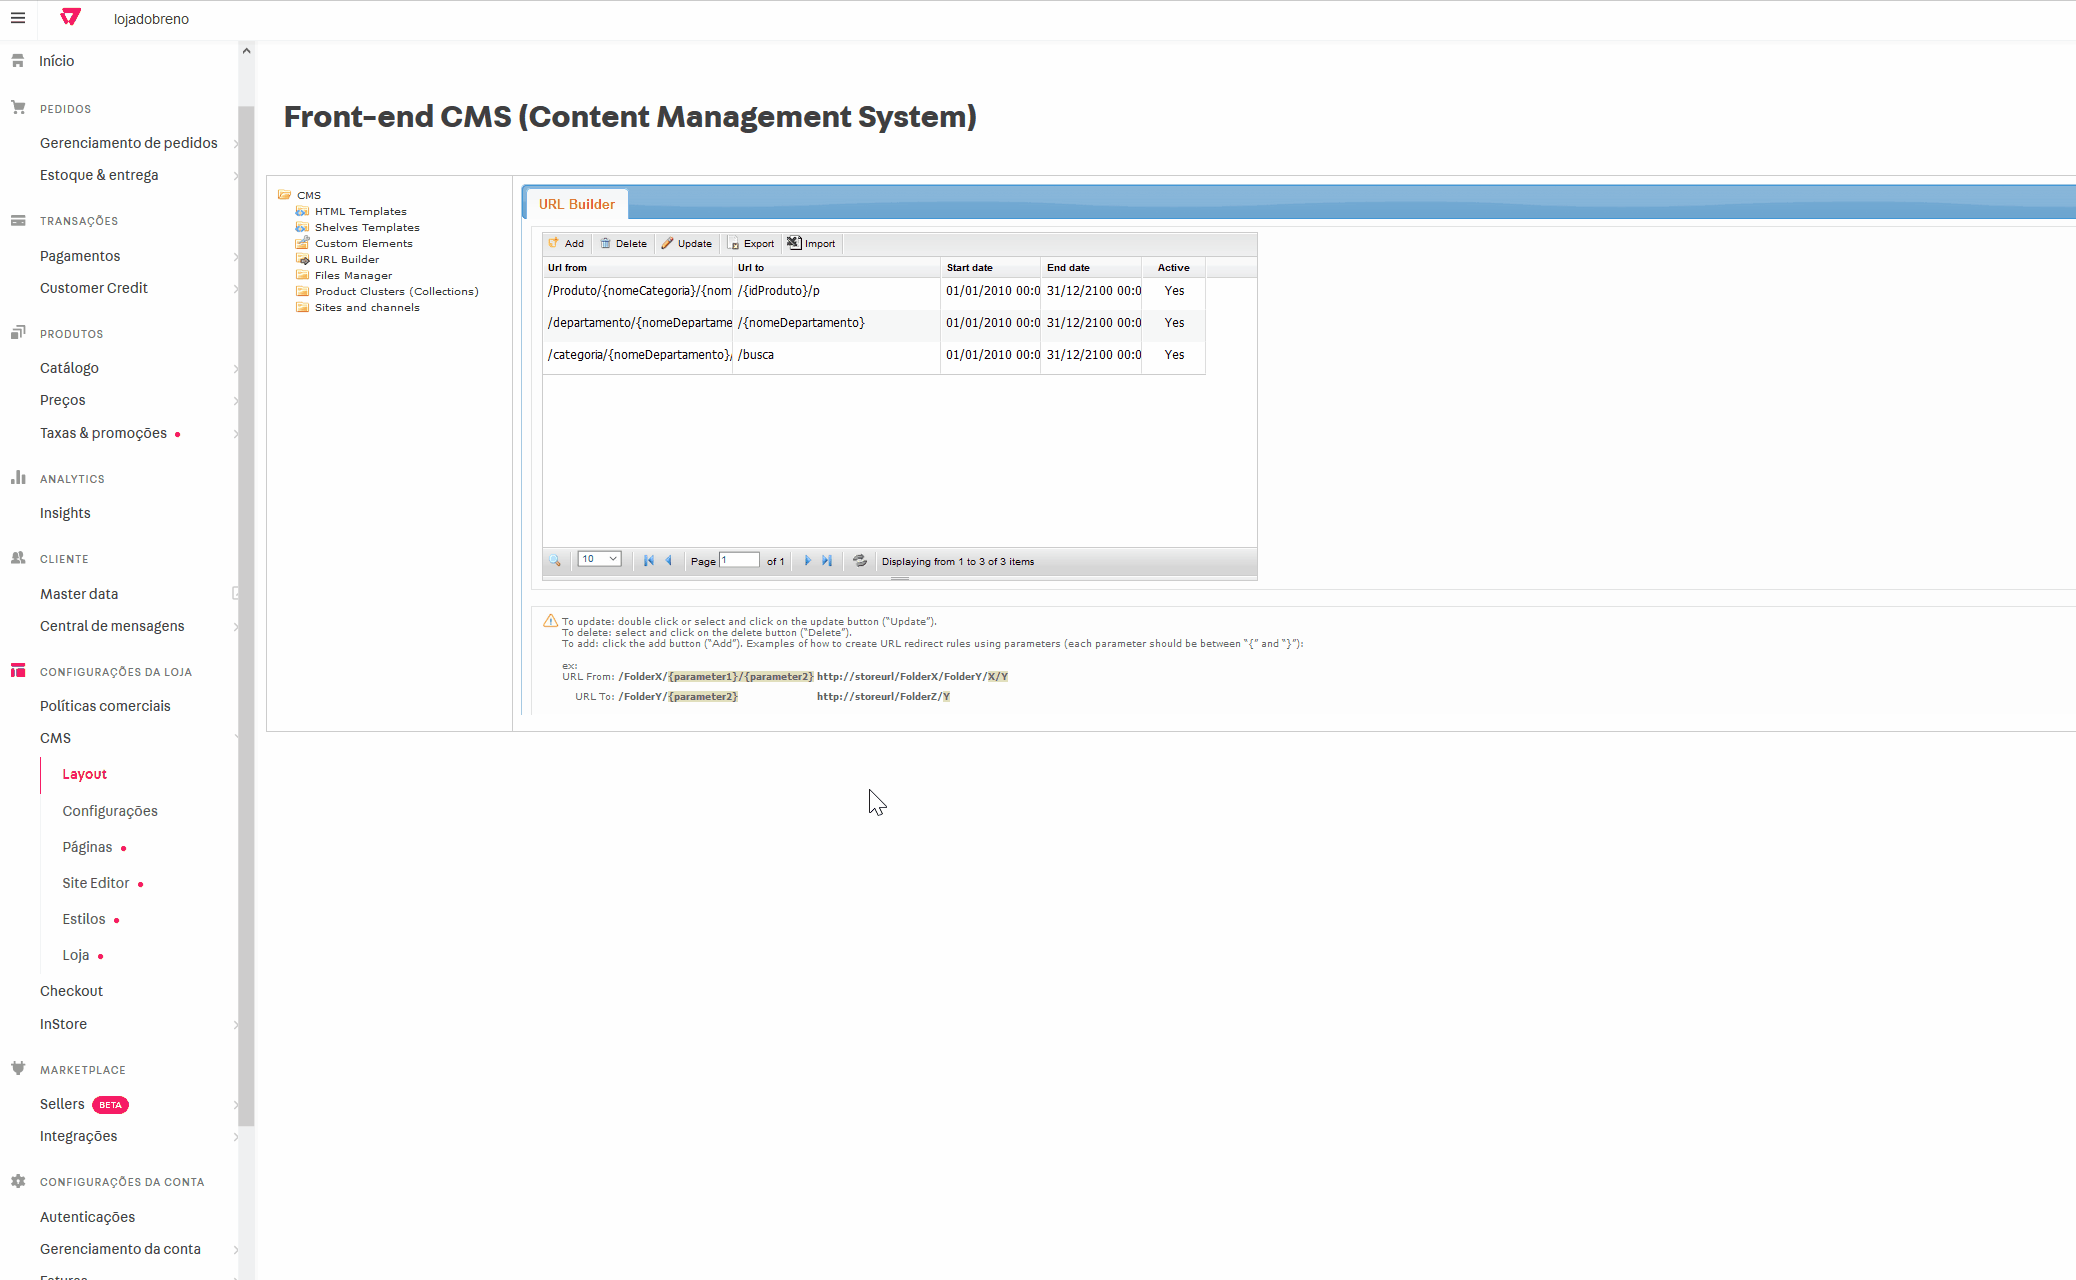 lojadobreno
Início
PEDIDOS
Gerenciamento de pedidos
Estoque & entrega
TRANSAÇÕES
Pagamentos
Customer Credit
PRODUTOS
Catálogo
Preços
Taxas & promoções
ANALYTICS
Insights
CLIENTE
Master data
Central de mensagens
CONFIGURAÇÕES DA LOJA
Políticas comerciais
CMS
Layout
Configurações
Páginas
Site Editor
Estilos
Loja
Checkout
InStore
MARKETPLACE
Sellers BETA
Integrações
CONFIGURAÇÕES DA CONTA
Autenticações
Gerenciamento da conta
Front-end CMS (Content Management System)
CMS
HTML Templates
Shelves Templates
Custom Elements
URL Builder
Files Manager
Product Clusters (Collections)
Sites and channels
URL Builder
Add Delete Update Export Import
Url from Url to Start date End date Active
/Produto/{nomeCategoria}/{nom /{idProduto}/p 01/01/2010 00:0 31/12/2100 00:0 Yes
/departamento/{nomeDepartame /{nomeDepartamento} 01/01/2010 00:0 31/12/2100 00:0 Yes
/categoria/{nomeDepartamento}/ /busca 01/01/2010 00:0 31/12/2100 00:0 Yes
10 Page 1 of 1 Displaying from 1 to 3 of 3 items
To update: double click or select and click on the update button (“Update”).
To delete: select and click on the delete button (“Delete”).
To add: click the add button (“Add”). Examples of how to create URL redirect rules using parameters (each parameter should be between “{” and “}”):
ex:
URL From: /FolderX/{parameter1}/{parameter2} http://storeurl/FolderX/FolderY/X/Y
URL To: /FolderY/{parameter2} http://storeurl/FolderZ/Y